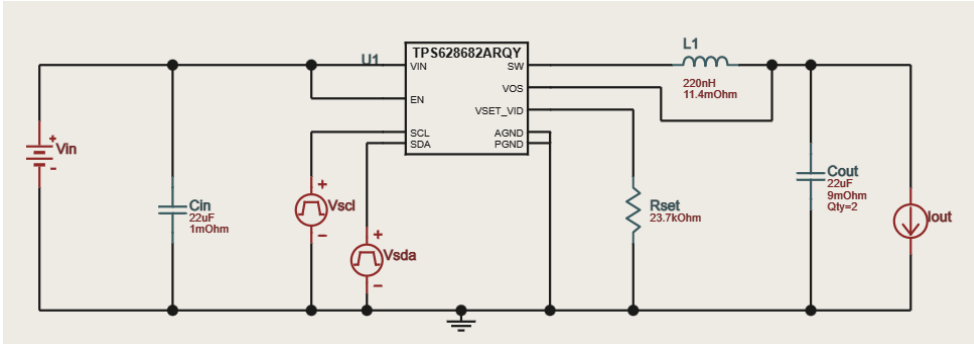 U1
TPS628682ARQY
VIN
EN
SCL
SDA
SW
VOS
VSET_VID
AGND
PGND
L1
220nH
11.4mOhm
+
Vin
-
Cin
22uF
1mOhm
+
Vscl
-
+
Vsda
-
Rset
23.7kOhm
Cout
22uF
9mOhm
Qty=2
Iout